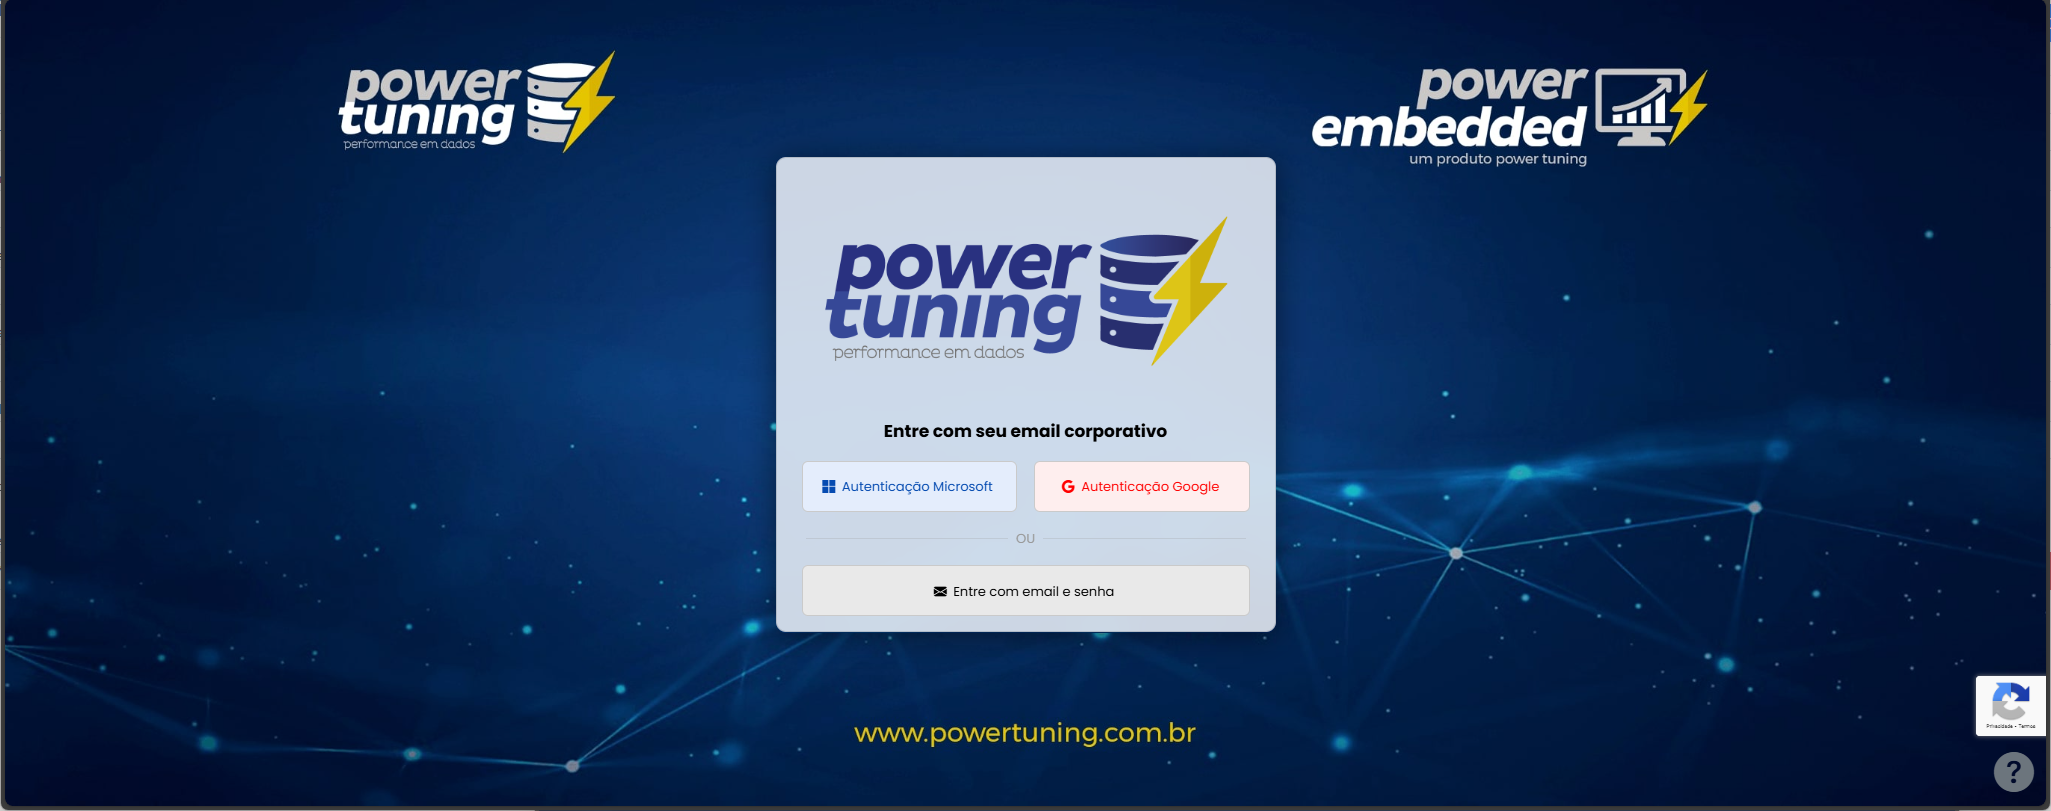 power
tuning
performance em dados
power
embedded
um produto power tuning
power
tuning
performance em dados
Entre com seu email corporativo
Autenticação Microsoft
Autenticação Google
OU
Entre com email e senha
www.powertuning.com.br
Privacidade - Termos
?